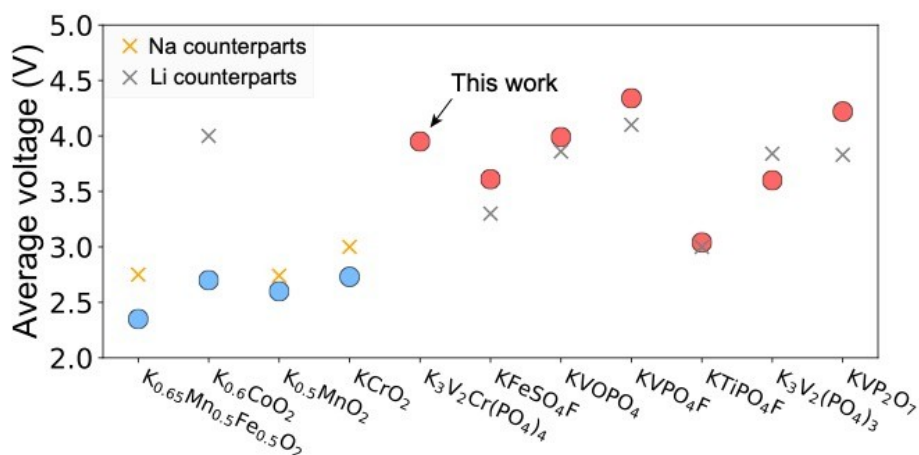 Average voltage (V)
5.0
4.5
4.0
3.5
3.0
2.5
2.0
Na counterparts
Li counterparts
This work
K₀.₆₅Mn₀.₅Fe₀.₅O₂
K₀.₆CoO₂
K₀.₅MnO₂
KCrO₂
K₃V₂Cr(PO₄)₄
KFeSO₄F
KVOPO₄
KVPO₄F
KTiPO₄F
K₃V₂(PO₄)₃
KVP₂O₇